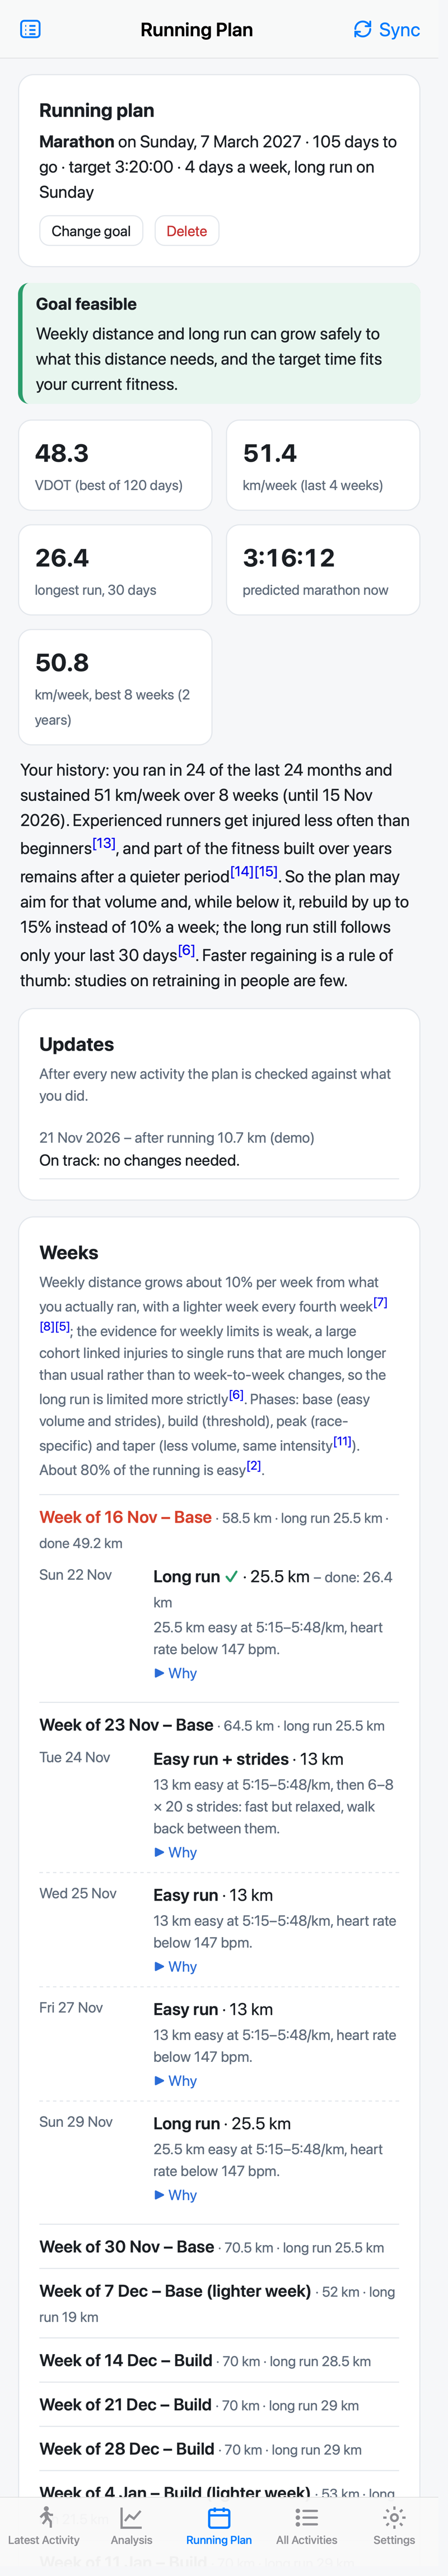 Running Plan
Sync
Running plan
Marathon on Sunday, 7 March 2027 · 105 days to
go · target 3:20:00 · 4 days a week, long run on
Sunday
Change goal
Delete
Goal feasible
Weekly distance and long run can grow safely to
what this distance needs, and the target time fits
your current fitness.
48.3
VDOT (best of 120 days)
51.4
km/week (last 4 weeks)
26.4
longest run, 30 days
3:16:12
predicted marathon now
50.8
km/week, best 8 weeks (2
years)
Your history: you ran in 24 of the last 24 months and
sustained 51 km/week over 8 weeks (until 15 Nov
2026). Experienced runners get injured less often than
beginners[13], and part of the fitness built over years
remains after a quieter period[14][15]. So the plan may
aim for that volume and, while below it, rebuild by up to
15% instead of 10% a week; the long run still follows
only your last 30 days[6]. Faster regaining is a rule of
thumb: studies on retraining in people are few.
Updates
After every new activity the plan is checked against what
you did.
21 Nov 2026 – after running 10.7 km (demo)
On track: no changes needed.
Weeks
Weekly distance grows about 10% per week from what
you actually ran, with a lighter week every fourth week[7]
[8][5]; the evidence for weekly limits is weak, a large
cohort linked injuries to single runs that are much longer
than usual rather than to week-to-week changes, so the
long run is limited more strictly[6]. Phases: base (easy
volume and strides), build (threshold), peak (race-
specific) and taper (less volume, same intensity[11]).
About 80% of the running is easy[2].
Week of 16 Nov – Base · 58.5 km · long run 25.5 km ·
done 49.2 km
Sun 22 Nov
Long run ✓ · 25.5 km – done: 26.4
km
25.5 km easy at 5:15–5:48/km, heart
rate below 147 bpm.
▶ Why
Week of 23 Nov – Base · 64.5 km · long run 25.5 km
Tue 24 Nov
Easy run + strides · 13 km
13 km easy at 5:15–5:48/km, then 6–8
× 20 s strides: fast but relaxed, walk
back between them.
▶ Why
Wed 25 Nov
Easy run · 13 km
13 km easy at 5:15–5:48/km, heart rate
below 147 bpm.
▶ Why
Fri 27 Nov
Easy run · 13 km
13 km easy at 5:15–5:48/km, heart rate
below 147 bpm.
▶ Why
Sun 29 Nov
Long run · 25.5 km
25.5 km easy at 5:15–5:48/km, heart
rate below 147 bpm.
▶ Why
Week of 30 Nov – Base · 70.5 km · long run 25.5 km
Week of 7 Dec – Base (lighter week) · 52 km · long
run 19 km
Week of 14 Dec – Build · 70 km · long run 28.5 km
Week of 21 Dec – Build · 70 km · long run 29 km
Week of 28 Dec – Build · 70 km · long run 29 km
Week of 4 Jan – Build (lighter week) · 53 km · long
Latest Activity
Analysis
Running Plan
All Activities
Settings